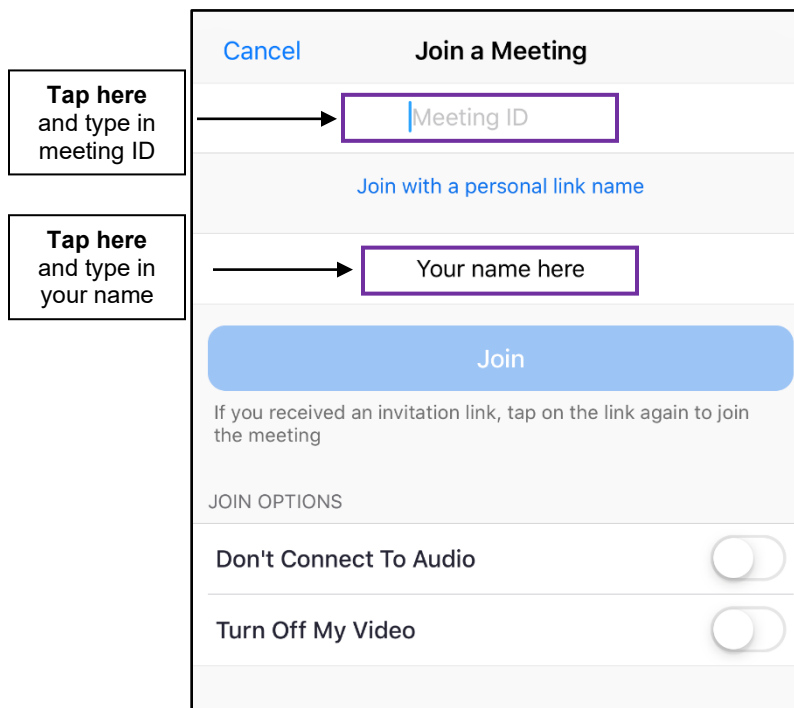 Cancel
Join a Meeting
Tap here
and type in
meeting ID
Meeting ID
Join with a personal link name
Tap here
and type in
your name
Your name here
Join
If you received an invitation link, tap on the link again to join
the meeting
JOIN OPTIONS
Don't Connect To Audio
Turn Off My Video